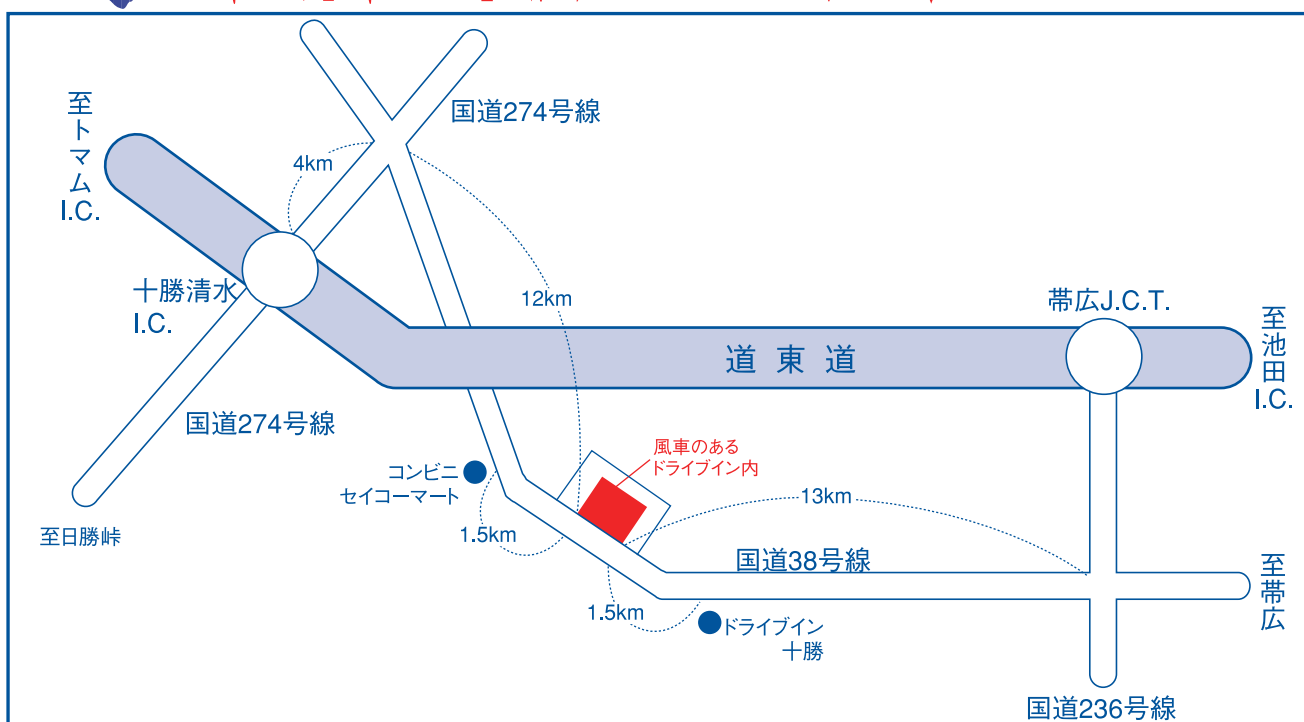 国道274号線
至トマム
I.C.
4km
十勝清水
I.C.
12km
帯広J.C.T.
至池田
I.C.
道東道
国道274号線
風車のある
ドライブイン内
コンビニ
セイコーマート
13km
1.5km
至日勝峠
国道38号線
至帯広
1.5km
ドライブイン
十勝
国道236号線